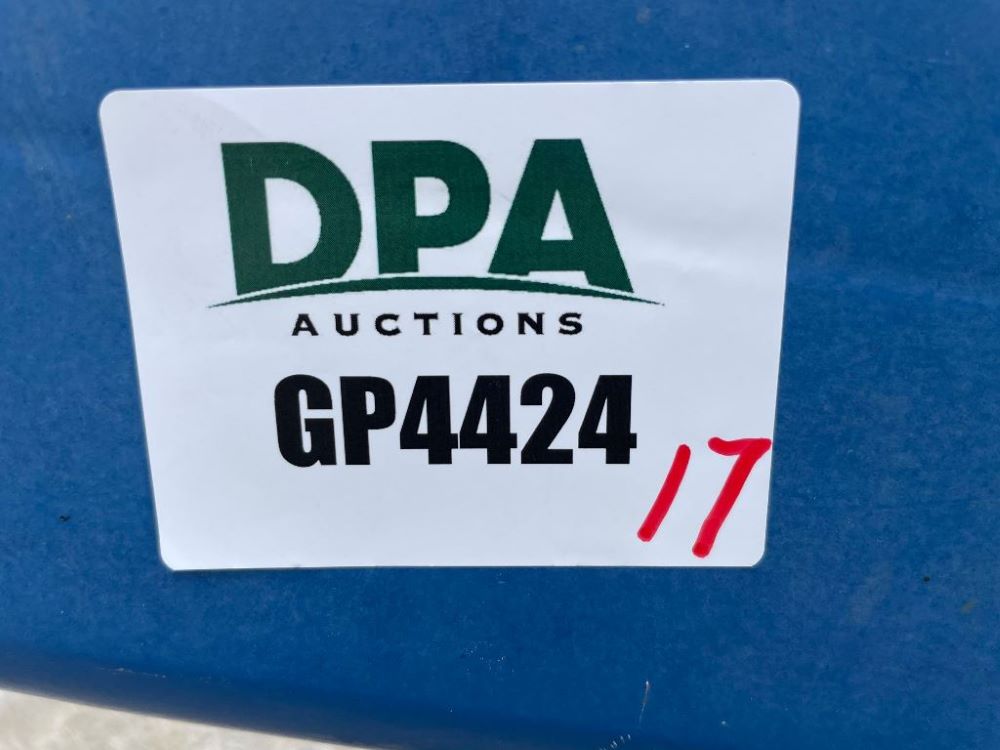 DPA
AUCTIONS
GP4424
17